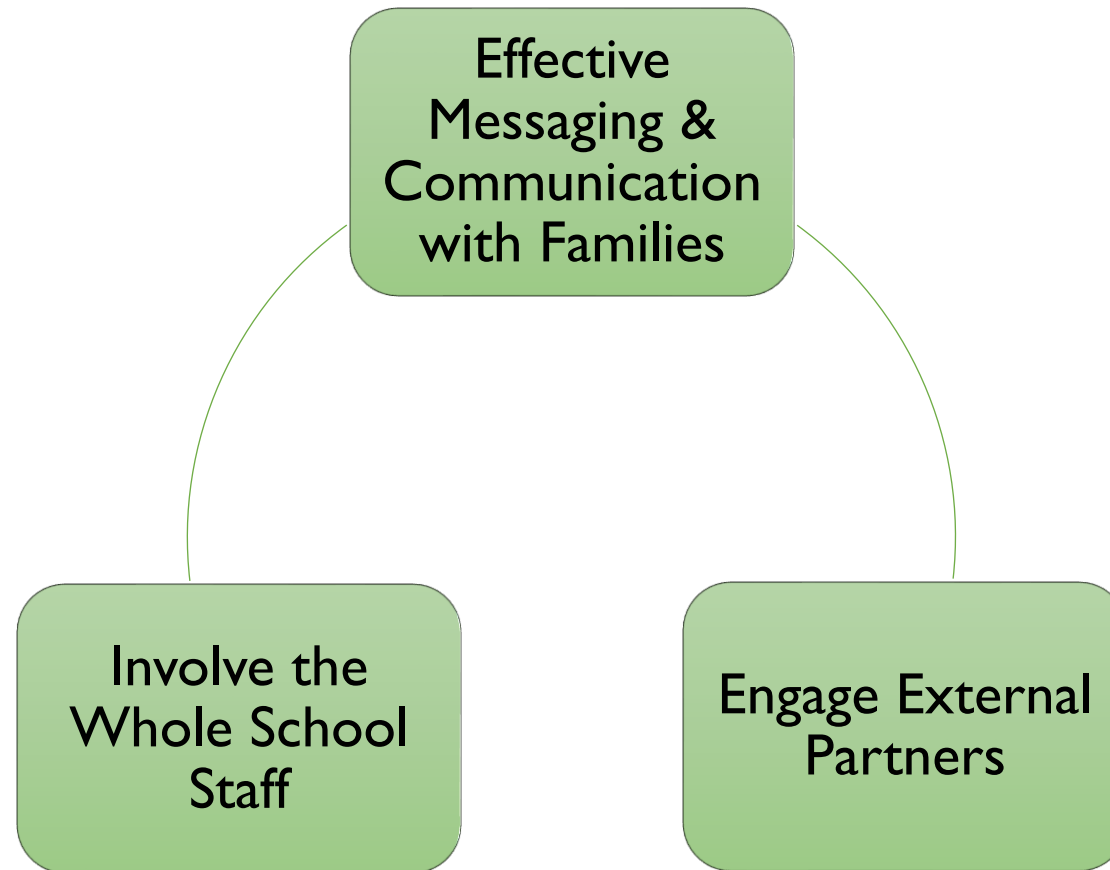 Effective
Messaging &
Communication
with Families
Involve the
Whole School
Staff
Engage External
Partners